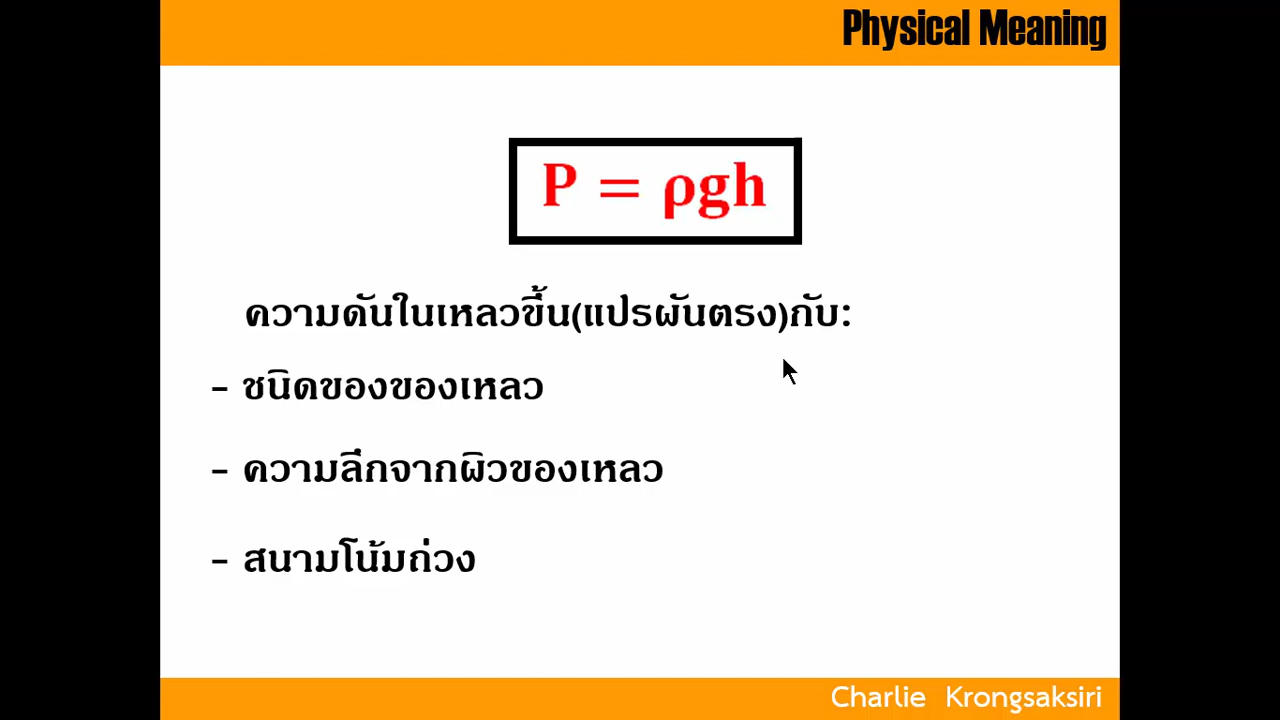 Physical Meaning
P = ρgh
ความดันในเหลวขึ้น(แปรผันตรง)กับ:
- ชนิดของของเหลว
- ความลึกจากผิวของเหลว
- สนามโน้มถ่วง
Charlie Krongsaksiri